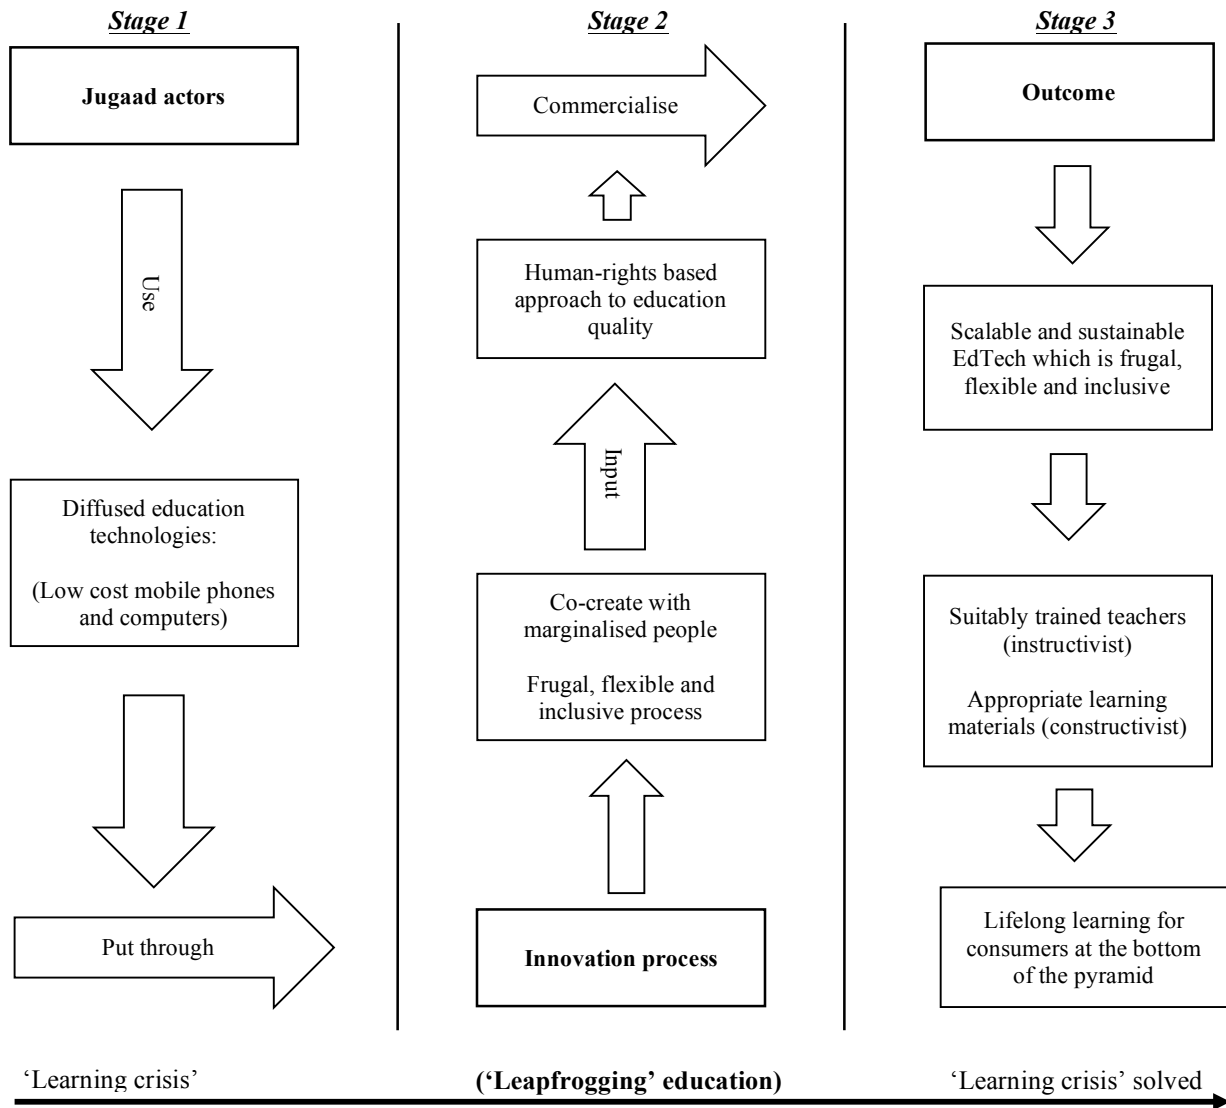 Stage 1
Jugaad actors
Use
Diffused education
technologies:
(Low cost mobile phones
and computers)
Put through
'Learning crisis'
Stage 2
Commercialise
Human-rights based
approach to education
quality
Input
Co-create with
marginalised people
Frugal, flexible and
inclusive process
Innovation process
('Leapfrogging' education)
Stage 3
Outcome
Scalable and sustainable
EdTech which is frugal,
flexible and inclusive
Suitably trained teachers
(instructivist)
Appropriate learning
materials (constructivist)
Lifelong learning for
consumers at the bottom
of the pyramid
'Learning crisis' solved